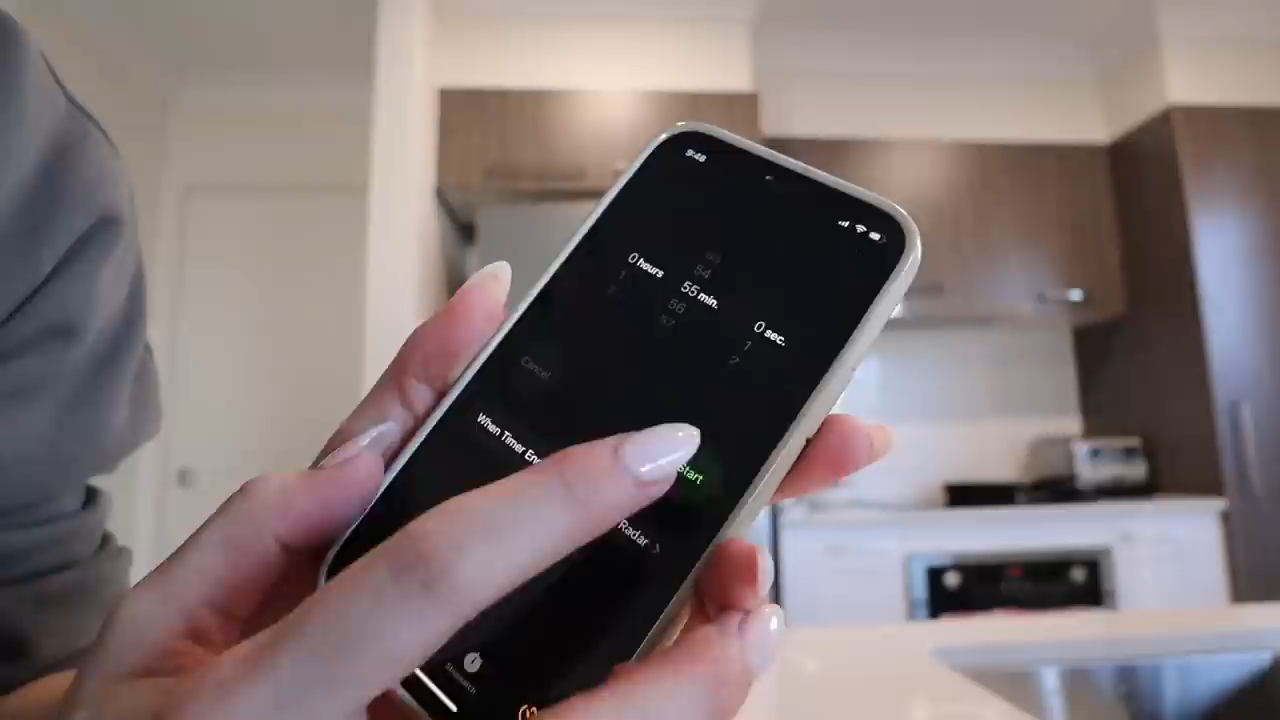 9:48
53
54
0 hours 55 min. 0 sec.
1 56 1
2 57 2
Cancel
Start
When Timer En
Radar >
Stopwatch